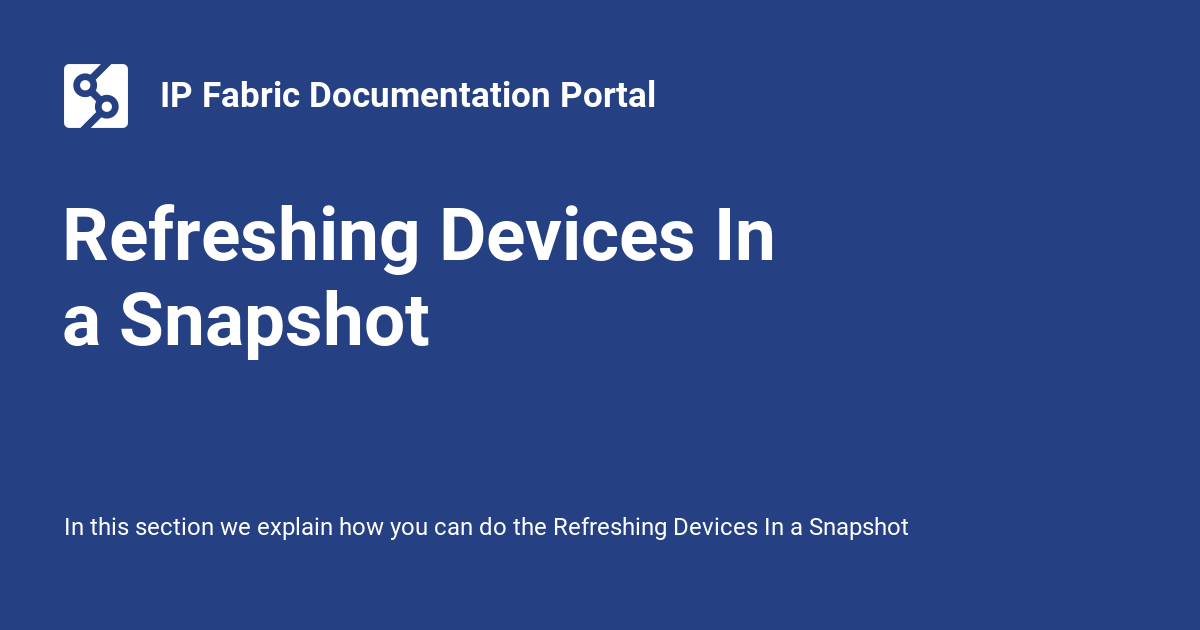 IP Fabric Documentation Portal
Refreshing Devices In
a Snapshot
In this section we explain how you can do the Refreshing Devices In a Snapshot